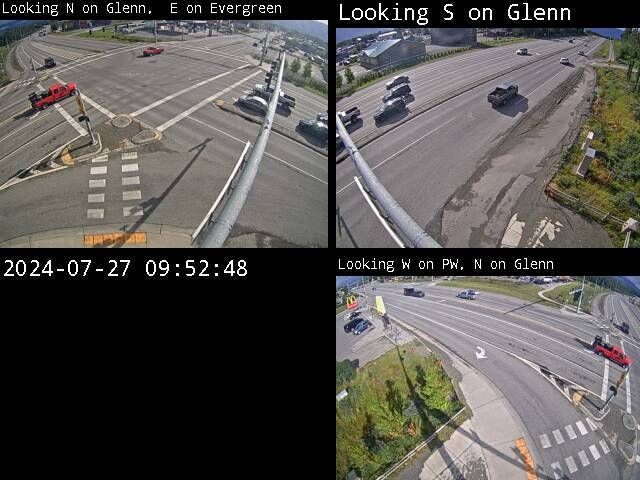 Looking N on Glenn, E on Evergreen
Looking S on Glenn
2024-07-27 09:52:48
Looking W on PW, N on Glenn